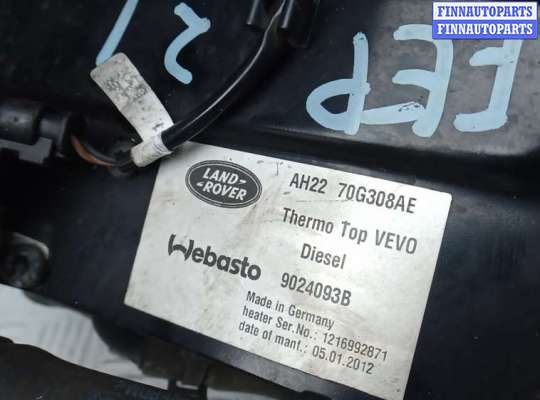 FINNAUTOPARTS
FINNAUTOPARTS
LAND-
ROVER
AH22 70G308AE
Thermo Top VEVO
Diesel
Webasto
9024093B
Made in Germany
heater Ser.No.: 1216992871
date of manf.: 05.01.2012